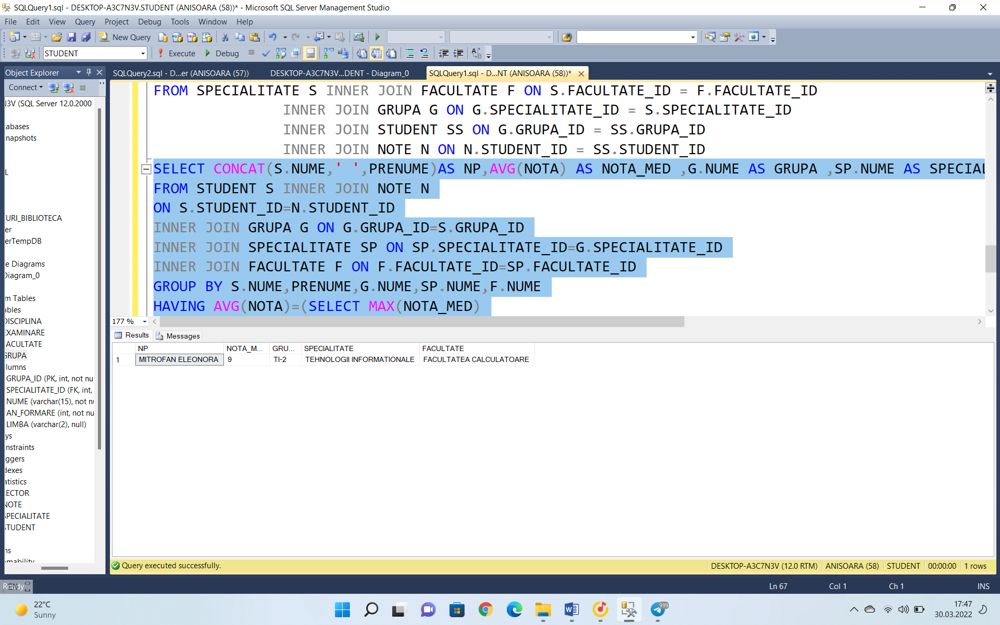 SQLQuery1.sql - DESKTOP-A3C7N3V.STUDENT (ANISOARA (58))* - Microsoft SQL Server Management Studio
File Edit View Query Project Debug Tools Window Help
New Query
STUDENT Execute Debug
Object Explorer
Connect
SQLQuery2.sql - D...er (ANISOARA (57)) DESKTOP-A3C7N3V...DENT - Diagram_0 SQLQuery1.sql - D...NT (ANISOARA (58))*
N3V (SQL Server 12.0.2000
tabases
napshots
L
TURI_BIBLIOTECA
er
erTempDB
e Diagrams
Diagram_0
m Tables
ables
DISCIPLINA
EXAMINARE
FACULTATE
GRUPA
lumns
GRUPA_ID (PK, int, not nu
SPECIALITATE_ID (FK, int,
NUME (varchar(15), not nu
AN_FORMARE (int, not nu
LIMBA (varchar(2), null)
ys
nstraints
iggers
dexes
atistics
LECTOR
NOTE
SPECIALITATE
STUDENT
ns
mability
FROM SPECIALITATE S INNER JOIN FACULTATE F ON S.FACULTATE_ID = F.FACULTATE_ID
INNER JOIN GRUPA G ON G.SPECIALITATE_ID = S.SPECIALITATE_ID
INNER JOIN STUDENT SS ON G.GRUPA_ID = SS.GRUPA_ID
INNER JOIN NOTE N ON N.STUDENT_ID = SS.STUDENT_ID
SELECT CONCAT(S.NUME,' ',PRENUME)AS NP,AVG(NOTA) AS NOTA_MED ,G.NUME AS GRUPA ,SP.NUME AS SPECIAL
FROM STUDENT S INNER JOIN NOTE N
ON S.STUDENT_ID=N.STUDENT_ID
INNER JOIN GRUPA G ON G.GRUPA_ID=S.GRUPA_ID
INNER JOIN SPECIALITATE SP ON SP.SPECIALITATE_ID=G.SPECIALITATE_ID
INNER JOIN FACULTATE F ON F.FACULTATE_ID=SP.FACULTATE_ID
GROUP BY S.NUME,PRENUME,G.NUME,SP.NUME,F.NUME
HAVING AVG(NOTA)=(SELECT MAX(NOTA_MED)
177 %
Results Messages
NP NOTA_M... GRU... SPECIALITATE FACULTATE
1 MITROFAN ELEONORA 9 TI-2 TEHNOLOGII INFORMATIONALE FACULTATEA CALCULATOARE
Query executed successfully. DESKTOP-A3C7N3V (12.0 RTM) ANISOARA (58) STUDENT 00:00:00 1 rows
Ready Ln 67 Col 1 Ch 1 INS
22°C
Sunny
999
17:47
30.03.2022